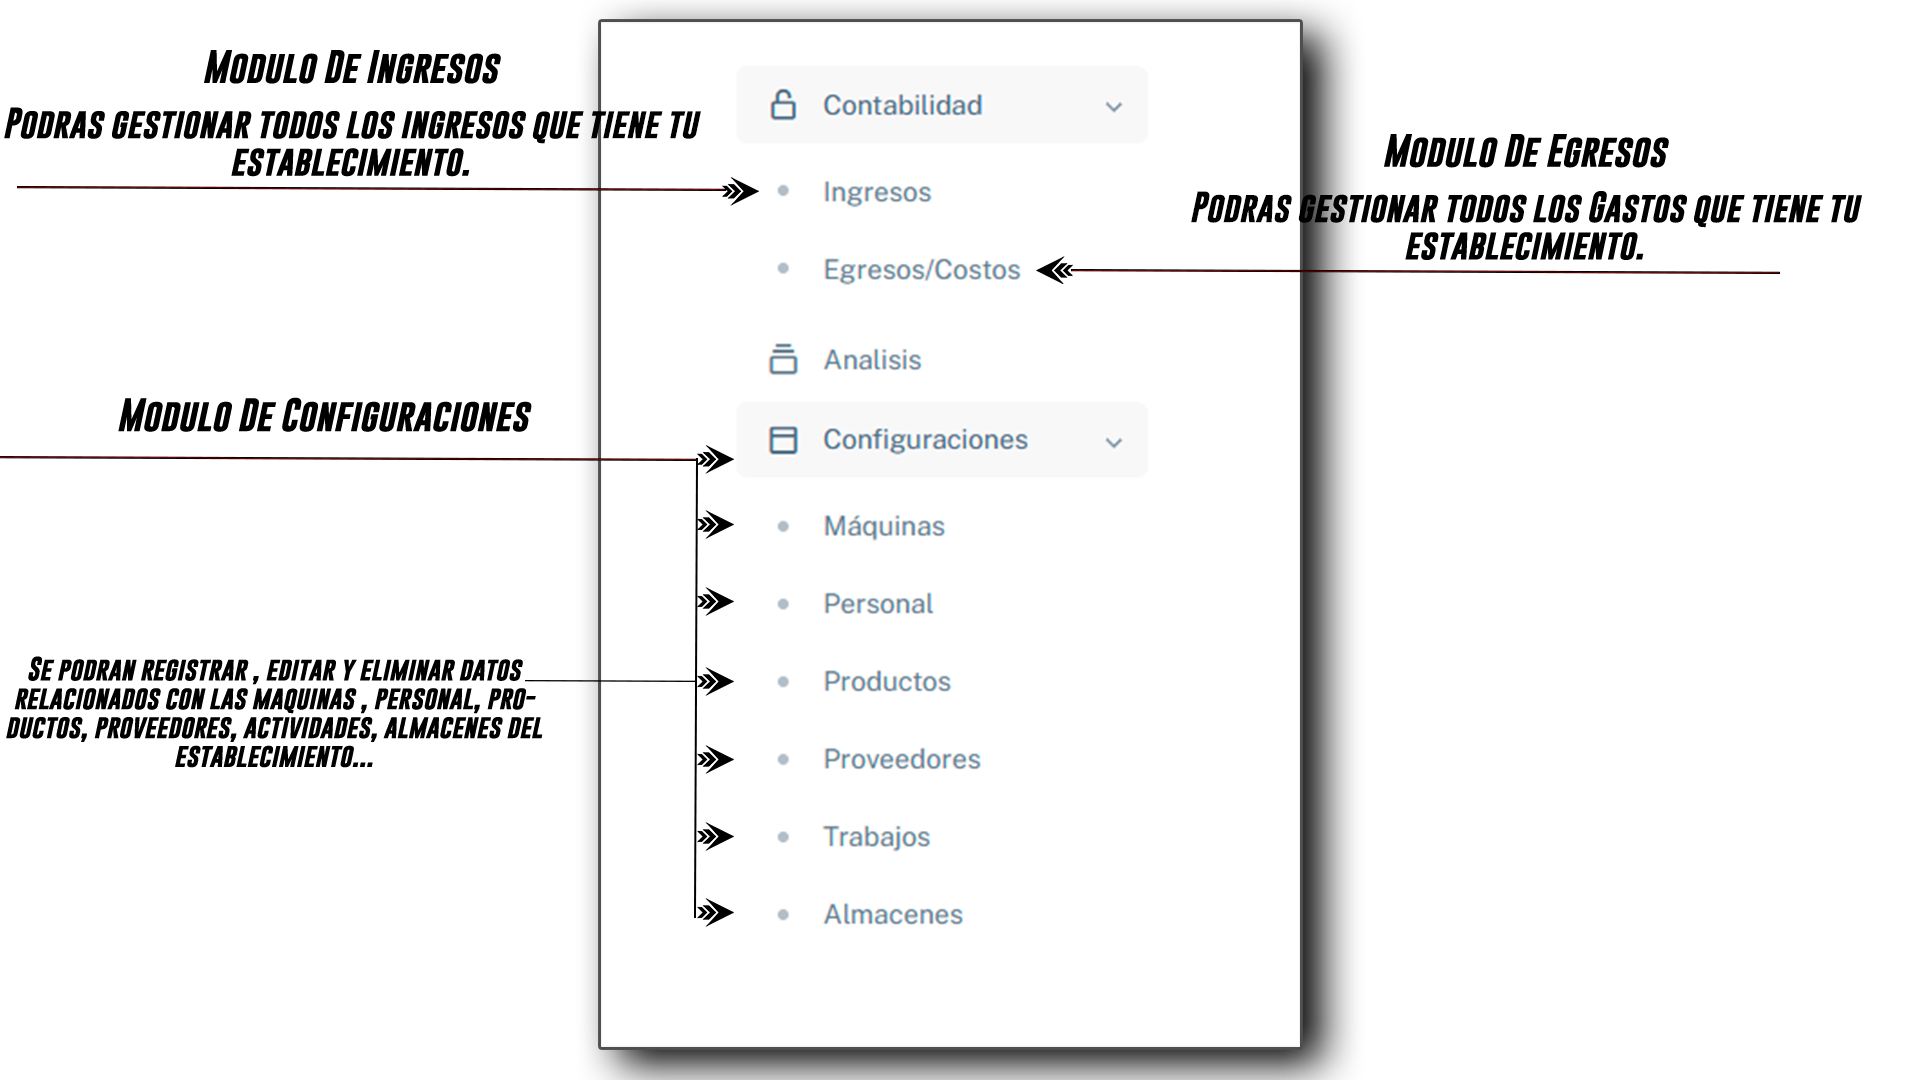 Modulo De Ingresos
Podras gestionar todos los ingresos que tiene tu
establecimiento.
Modulo De Egresos
Podras gestionar todos los Gastos que tiene tu
establecimiento.
Contabilidad
Ingresos
Egresos/Costos
Analisis
Modulo De Configuraciones
Configuraciones
Máquinas
Personal
Se podran registrar , editar y eliminar datos
relacionados con las maquinas , personal, pro-
ductos, proveedores, actividades, almacenes del
establecimiento...
Productos
Proveedores
Trabajos
Almacenes